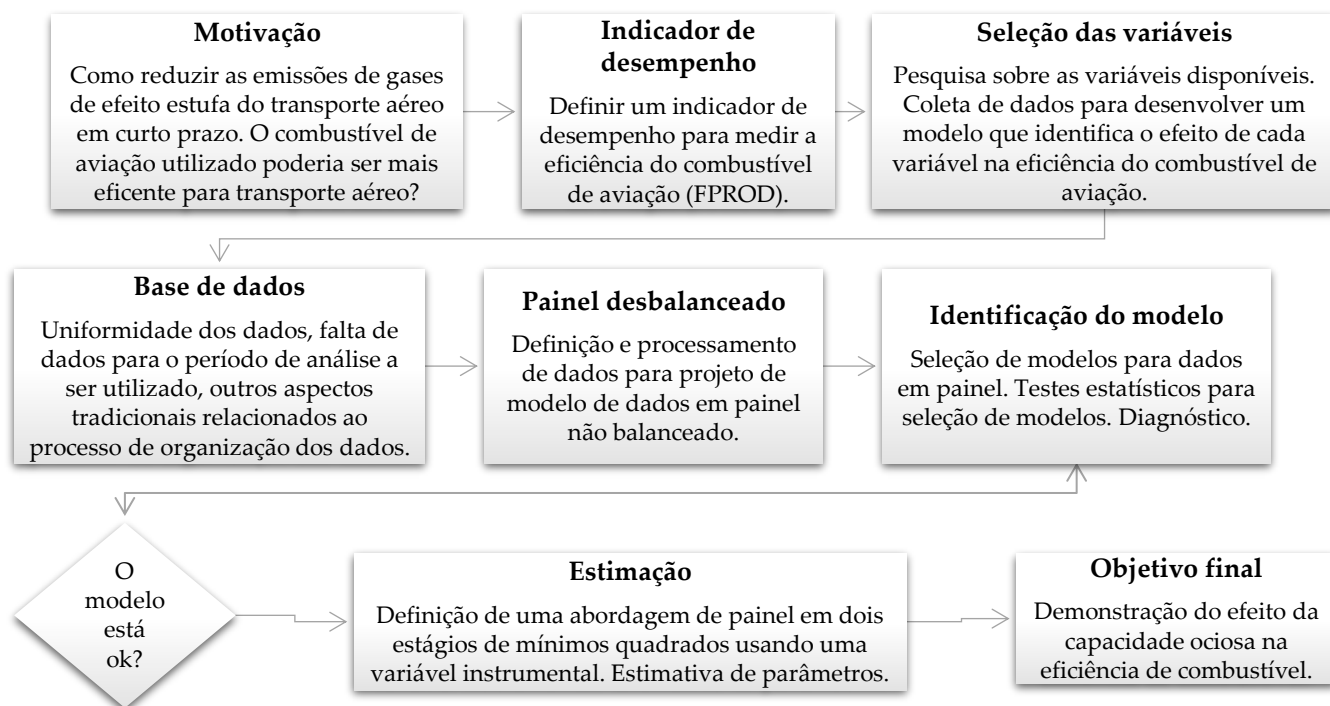 Motivação
Como reduzir as emissões de gases
de efeito estufa do transporte aéreo
em curto prazo. O combustível de
aviação utilizado poderia ser mais
eficente para transporte aéreo?
Indicador de
desempenho
Definir um indicador de
desempenho para medir a
eficiência do combustível
de aviação (FPROD).
Seleção das variáveis
Pesquisa sobre as variáveis disponíveis.
Coleta de dados para desenvolver um
modelo que identifica o efeito de cada
variável na eficiência do combustível de
aviação.
Base de dados
Uniformidade dos dados, falta de
dados para o período de análise a
ser utilizado, outros aspectos
tradicionais relacionados ao
processo de organização dos dados.
Painel desbalanceado
Definição e processamento
de dados para projeto de
modelo de dados em painel
não balanceado.
Identificação do modelo
Seleção de modelos para dados
em painel. Testes estatísticos para
seleção de modelos. Diagnóstico.
O
modelo
está
ok?
Estimação
Definição de uma abordagem de painel em dois
estágios de mínimos quadrados usando uma
variável instrumental. Estimativa de parâmetros.
Objetivo final
Demonstração do efeito da
capacidade ociosa na
eficiência de combustível.